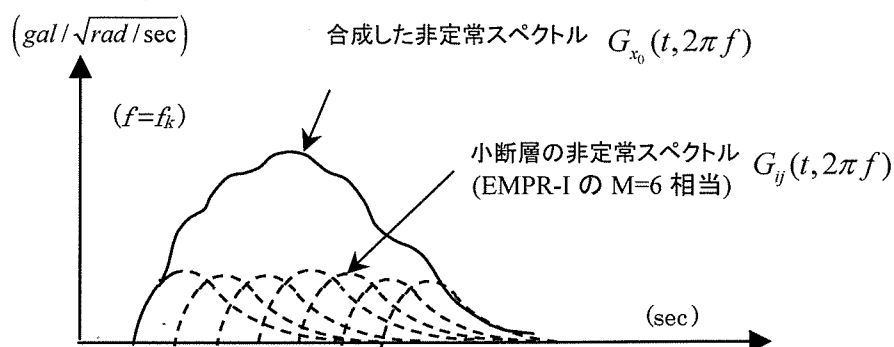 (gal/√rad/sec)
合成した非定常スペクトル G_{x_0}(t,2πf)
(f=f_k)
小断層の非定常スペクトル G_{ij}(t,2πf)
(EMPR-I の M=6 相当)
(sec)